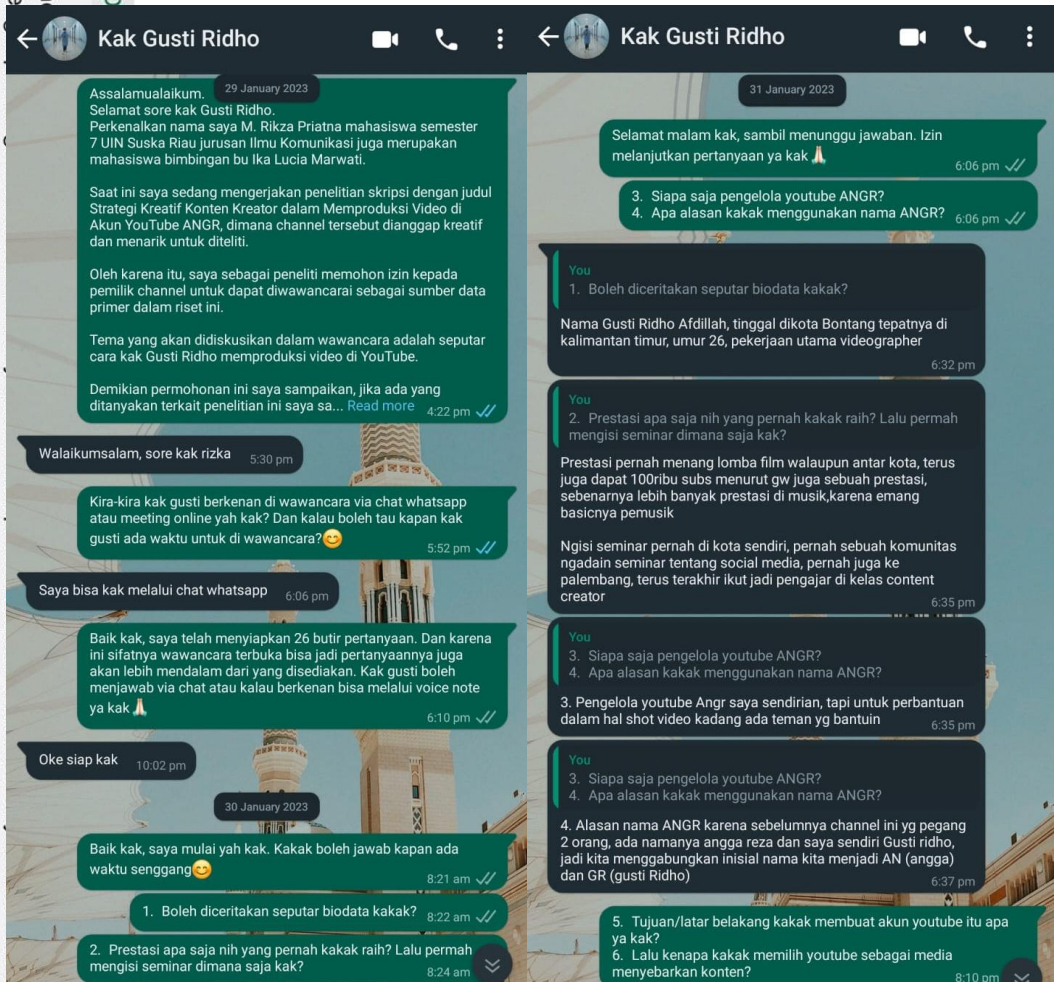 Kak Gusti Ridho
29 January 2023
Assalamualaikum.
Selamat sore kak Gusti Ridho.
Perkenalkan nama saya M. Rikza Priatna mahasiswa semester
7 UIN Suska Riau jurusan Ilmu Komunikasi juga merupakan
mahasiswa bimbingan bu Ika Lucia Marwati.
Saat ini saya sedang mengerjakan penelitian skripsi dengan judul
Strategi Kreatif Konten Kreator dalam Memproduksi Video di
Akun YouTube ANGR, dimana channel tersebut dianggap kreatif
dan menarik untuk diteliti.
Oleh karena itu, saya sebagai peneliti memohon izin kepada
pemilik channel untuk dapat diwawancarai sebagai sumber data
primer dalam riset ini.
Tema yang akan didiskusikan dalam wawancara adalah seputar
cara kak Gusti Ridho memproduksi video di YouTube.
Demikian permohonan ini saya sampaikan, jika ada yang
ditanyakan terkait penelitian ini saya sa... Read more 4:22 pm
Walaikumsalam, sore kak rizka 5:30 pm
Kira-kira kak gusti berkenan di wawancara via chat whatsapp
atau meeting online yah kak? Dan kalau boleh tau kapan kak
gusti ada waktu untuk di wawancara?😊
5:52 pm
Saya bisa kak melalui chat whatsapp 6:06 pm
Baik kak, saya telah menyiapkan 26 butir pertanyaan. Dan karena
ini sifatnya wawancara terbuka bisa jadi pertanyaannya juga
akan lebih mendalam dari yang disediakan. Kak gusti boleh
menjawab via chat atau kalau berkenan bisa melalui voice note
ya kak 🙏🏻
6:10 pm
Oke siap kak 10:02 pm
30 January 2023
Baik kak, saya mulai yah kak. Kakak boleh jawab kapan ada
waktu senggang😊
8:21 am
1. Boleh diceritakan seputar biodata kakak? 8:22 am
2. Prestasi apa saja nih yang pernah kakak raih? Lalu permah
mengisi seminar dimana saja kak?
8:24 am
Kak Gusti Ridho
31 January 2023
Selamat malam kak, sambil menunggu jawaban. Izin
melanjutkan pertanyaan ya kak 🙏🏻
6:06 pm
3. Siapa saja pengelola youtube ANGR?
4. Apa alasan kakak menggunakan nama ANGR? 6:06 pm
You
1. Boleh diceritakan seputar biodata kakak?
Nama Gusti Ridho Afdillah, tinggal dikota Bontang tepatnya di
kalimantan timur, umur 26, pekerjaan utama videographer
6:32 pm
You
2. Prestasi apa saja nih yang pernah kakak raih? Lalu permah
mengisi seminar dimana saja kak?
Prestasi pernah menang lomba film walaupun antar kota, terus
juga dapat 100ribu subs menurut gw juga sebuah prestasi,
sebenarnya lebih banyak prestasi di musik,karena emang
basicnya pemusik
Ngisi seminar pernah di kota sendiri, pernah sebuah komunitas
ngadain seminar tentang social media, pernah juga ke
palembang, terus terakhir ikut jadi pengajar di kelas content
creator
6:35 pm
You
3. Siapa saja pengelola youtube ANGR?
4. Apa alasan kakak menggunakan nama ANGR?
3. Pengelola youtube Angr saya sendirian, tapi untuk perbantuan
dalam hal shot video kadang ada teman yg bantuin
6:35 pm
You
3. Siapa saja pengelola youtube ANGR?
4. Apa alasan kakak menggunakan nama ANGR?
4. Alasan nama ANGR karena sebelumnya channel ini yg pegang
2 orang, ada namanya angga reza dan saya sendiri Gusti ridho,
jadi kita menggabungkan inisial nama kita menjadi AN (angga)
dan GR (gusti Ridho)
6:37 pm
5. Tujuan/latar belakang kakak membuat akun youtube itu apa
ya kak?
6. Lalu kenapa kakak memilih youtube sebagai media
menyebarkan konten?
8:10 pm